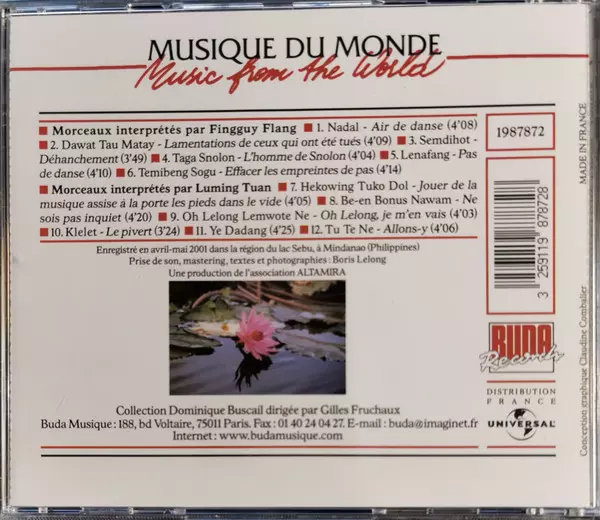 MUSIQUE DU MONDE
Music from the World
■ Morceaux interprétés par Fingguy Flang ■ 1. Nadal - Air de danse (4'08)
■ 2. Dawat Tau Matay - Lamentations de ceux qui ont été tués (4'09) ■ 3. Semdihot -
Déhanchement (3'49) ■ 4. Taga Snolon - L'homme de Snolon (4'04) ■ 5. Lenafang - Pas
de danse (4'10) ■ 6. Temibeng Sogu - Effacer les empreintes de pas (4'14)
■ Morceaux interprétés par Luming Tuan ■ 7. Hekowing Tuko Dol - Jouer de la
musique assise à la porte les pieds dans le vide (4'05) ■ 8. Be-en Bonus Nawam - Ne
sois pas inquiet (4'20) ■ 9. Oh Lelong Lemwote Ne - Oh Lelong, je m'en vais (4'03)
■ 10. Klelet - Le pivert (3'24) ■ 11. Ye Dadang (4'25) ■ 12. Tu Te Ne - Allons-y (4'06)
Enregistré en avril-mai 2001 dans la région du lac Sebu, à Mindanao (Philippines)
Prise de son, mastering, textes et photographies : Boris Lelong
Une production de l'association ALTAMIRA
Collection Dominique Buscail dirigée par Gilles Fruchaux
Buda Musique : 188, bd Voltaire, 75011 Paris. Fax : 01 40 24 04 27. E-mail : buda@imaginet.fr
Internet : www.budamusique.com
1987872
3 259119 878728
BUDA
Records
DISTRIBUTION
FRANCE
UNIVERSAL
MADE IN FRANCE
Conception graphique Claudine Combalier